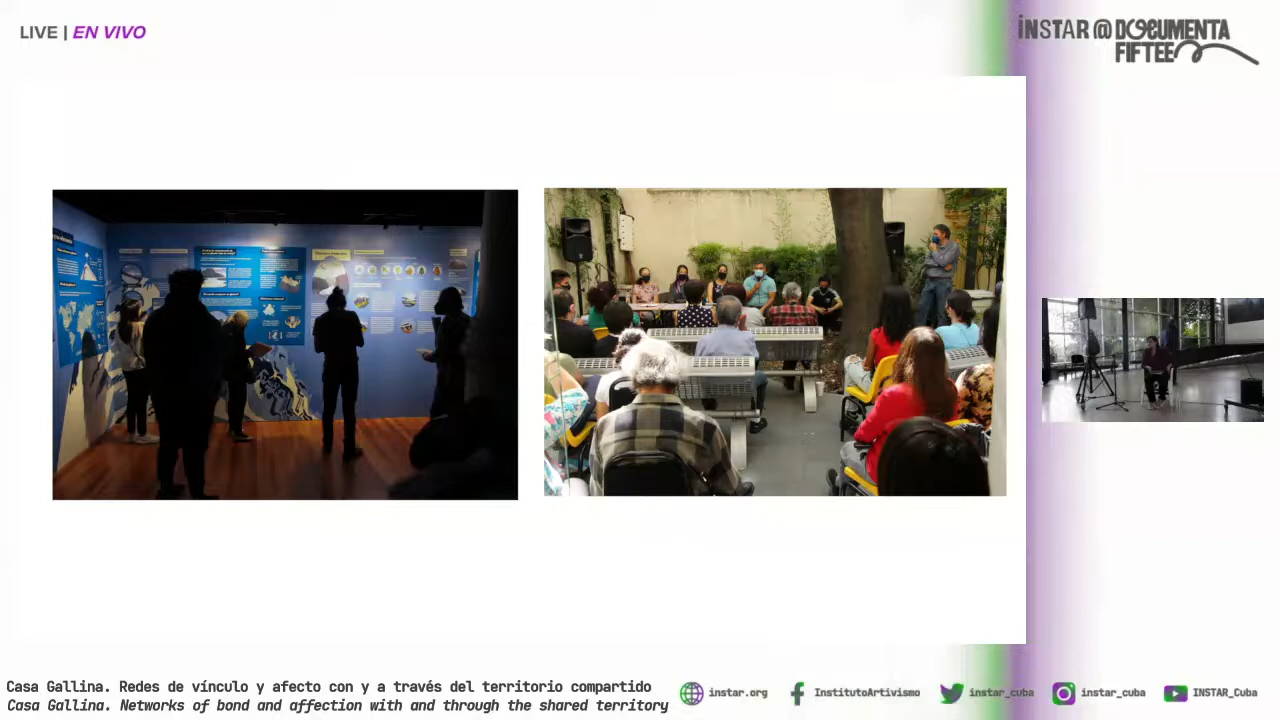 LIVE | EN VIVO
INSTAR @ DOCUMENTA
FIFTEEN
Casa Gallina. Redes de vínculo y afecto con y a través del territorio compartido
Casa Gallina. Networks of bond and affection with and through the shared territory
instar.org
InstitutoArtivismo
instar_cuba
instar_cuba
INSTAR_Cuba